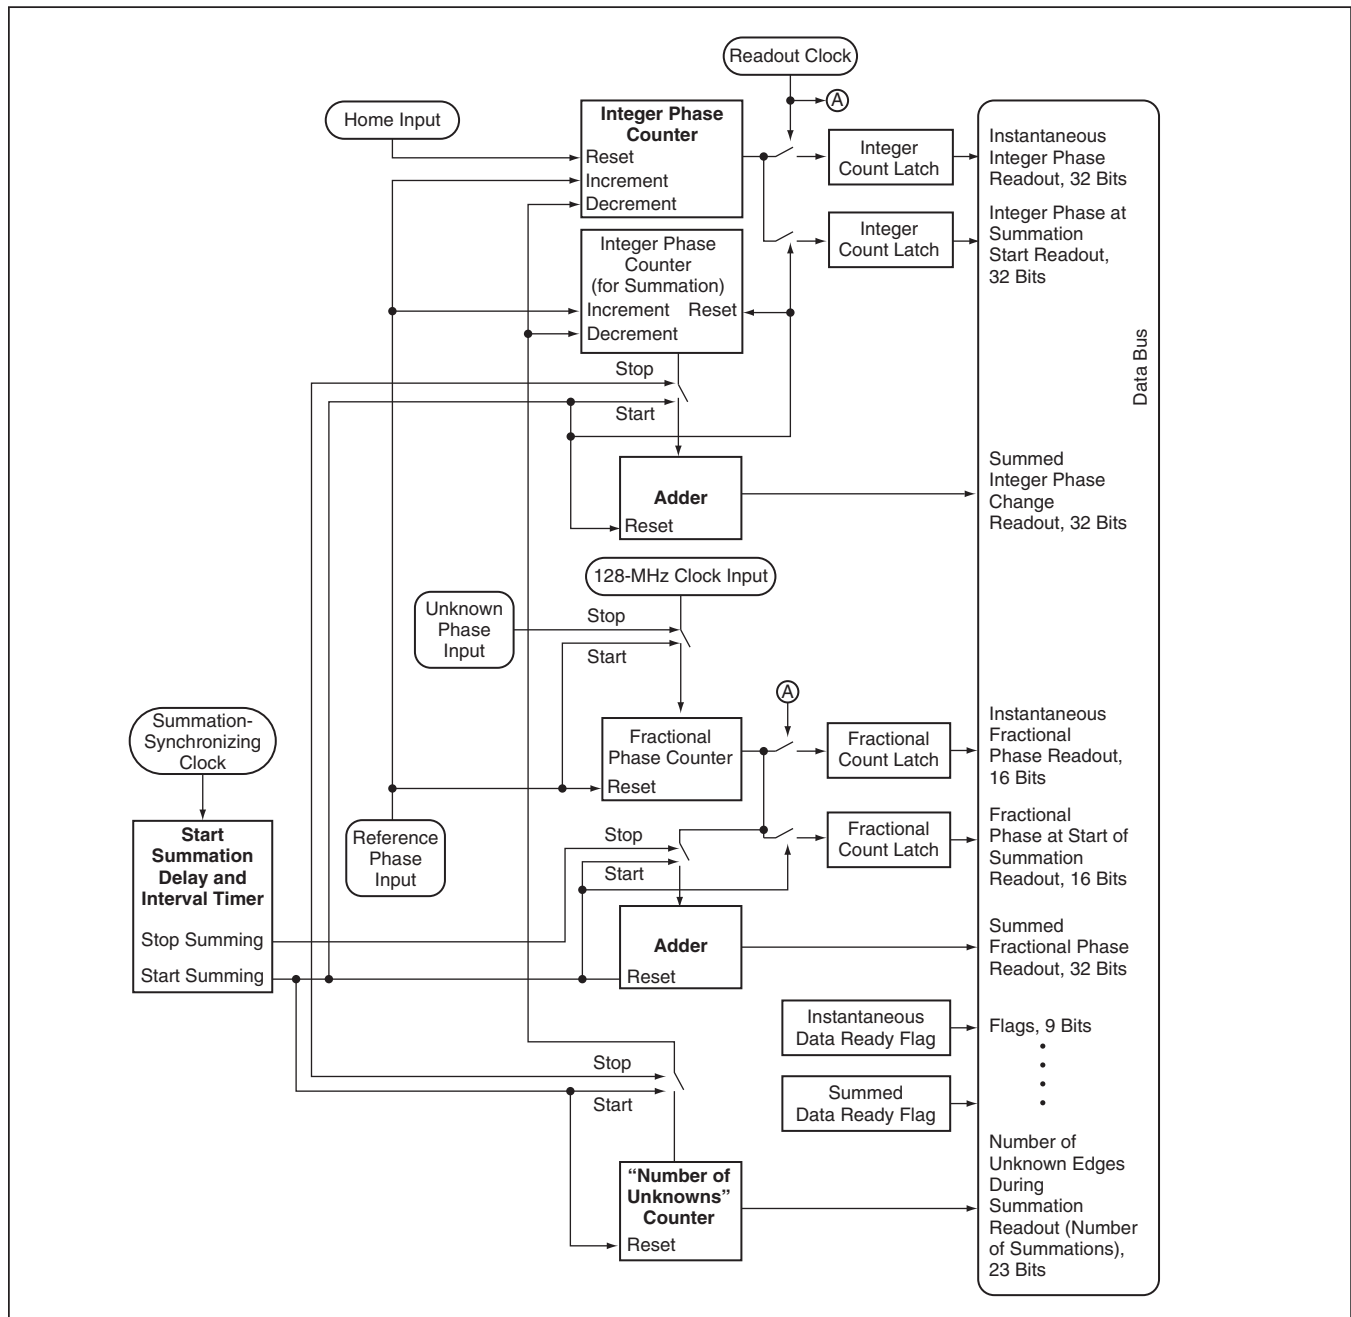 Readout Clock
A
Home Input
Integer Phase
Counter
Reset
Increment
Decrement
Integer
Count Latch
Instantaneous
Integer Phase
Readout, 32 Bits
Integer
Count Latch
Integer Phase at
Summation
Start Readout,
32 Bits
Integer Phase
Counter
(for Summation)
Increment Reset
Decrement
Data Bus
Stop
Start
Adder
Reset
Summed
Integer Phase
Change
Readout, 32 Bits
128-MHz Clock Input
Unknown
Phase
Input
Stop
Start
A
Summation-
Synchronizing
Clock
Fractional
Phase Counter
Reset
Fractional
Count Latch
Instantaneous
Fractional
Phase Readout,
16 Bits
Start
Summation
Delay and
Interval Timer
Stop Summing
Start Summing
Reference
Phase
Input
Stop
Start
Fractional
Count Latch
Fractional
Phase at Start of
Summation
Readout, 16 Bits
Adder
Reset
Summed
Fractional Phase
Readout, 32 Bits
Instantaneous
Data Ready Flag
Flags, 9 Bits
Stop
Start
Summed
Data Ready Flag
“Number of
Unknowns”
Counter
Reset
Number of
Unknown Edges
During
Summation
Readout (Number
of Summations),
23 Bits